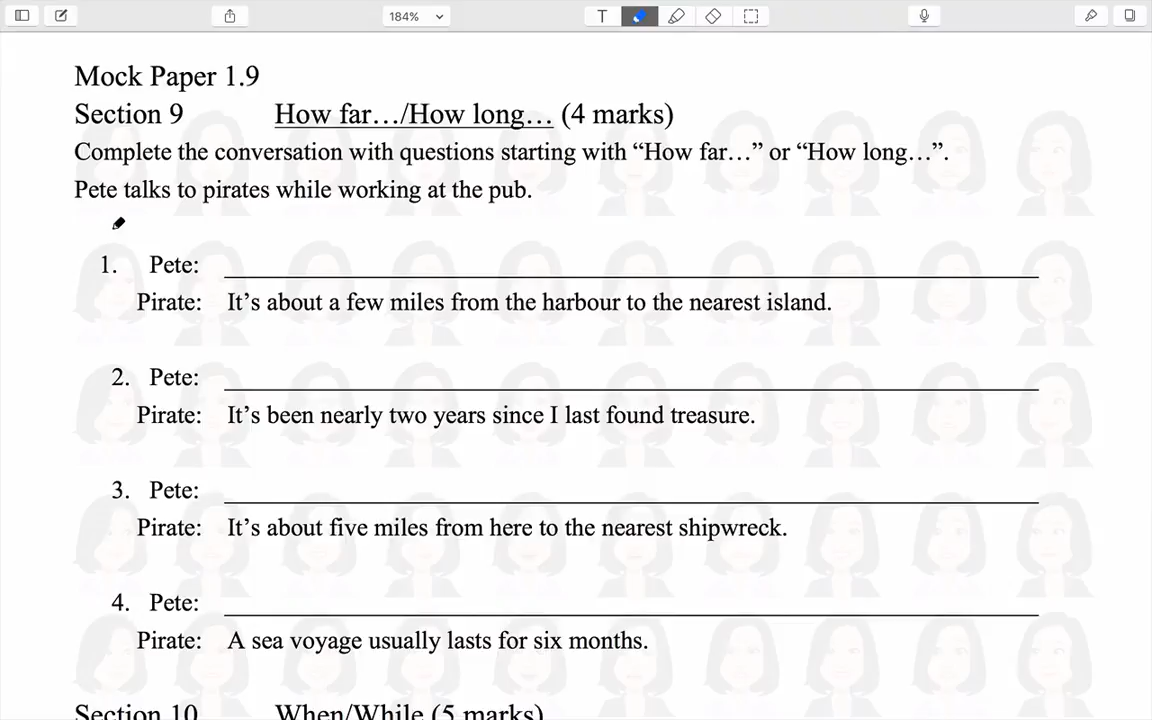 184%
T
Mock Paper 1.9
Section 9 How far…/How long… (4 marks)
Complete the conversation with questions starting with “How far…” or “How long…”.
Pete talks to pirates while working at the pub.
1. Pete: ____________________
Pirate: It’s about a few miles from the harbour to the nearest island.
2. Pete: ____________________
Pirate: It’s been nearly two years since I last found treasure.
3. Pete: ____________________
Pirate: It’s about five miles from here to the nearest shipwreck.
4. Pete: ____________________
Pirate: A sea voyage usually lasts for six months.
Section 10 When/While (5 marks)